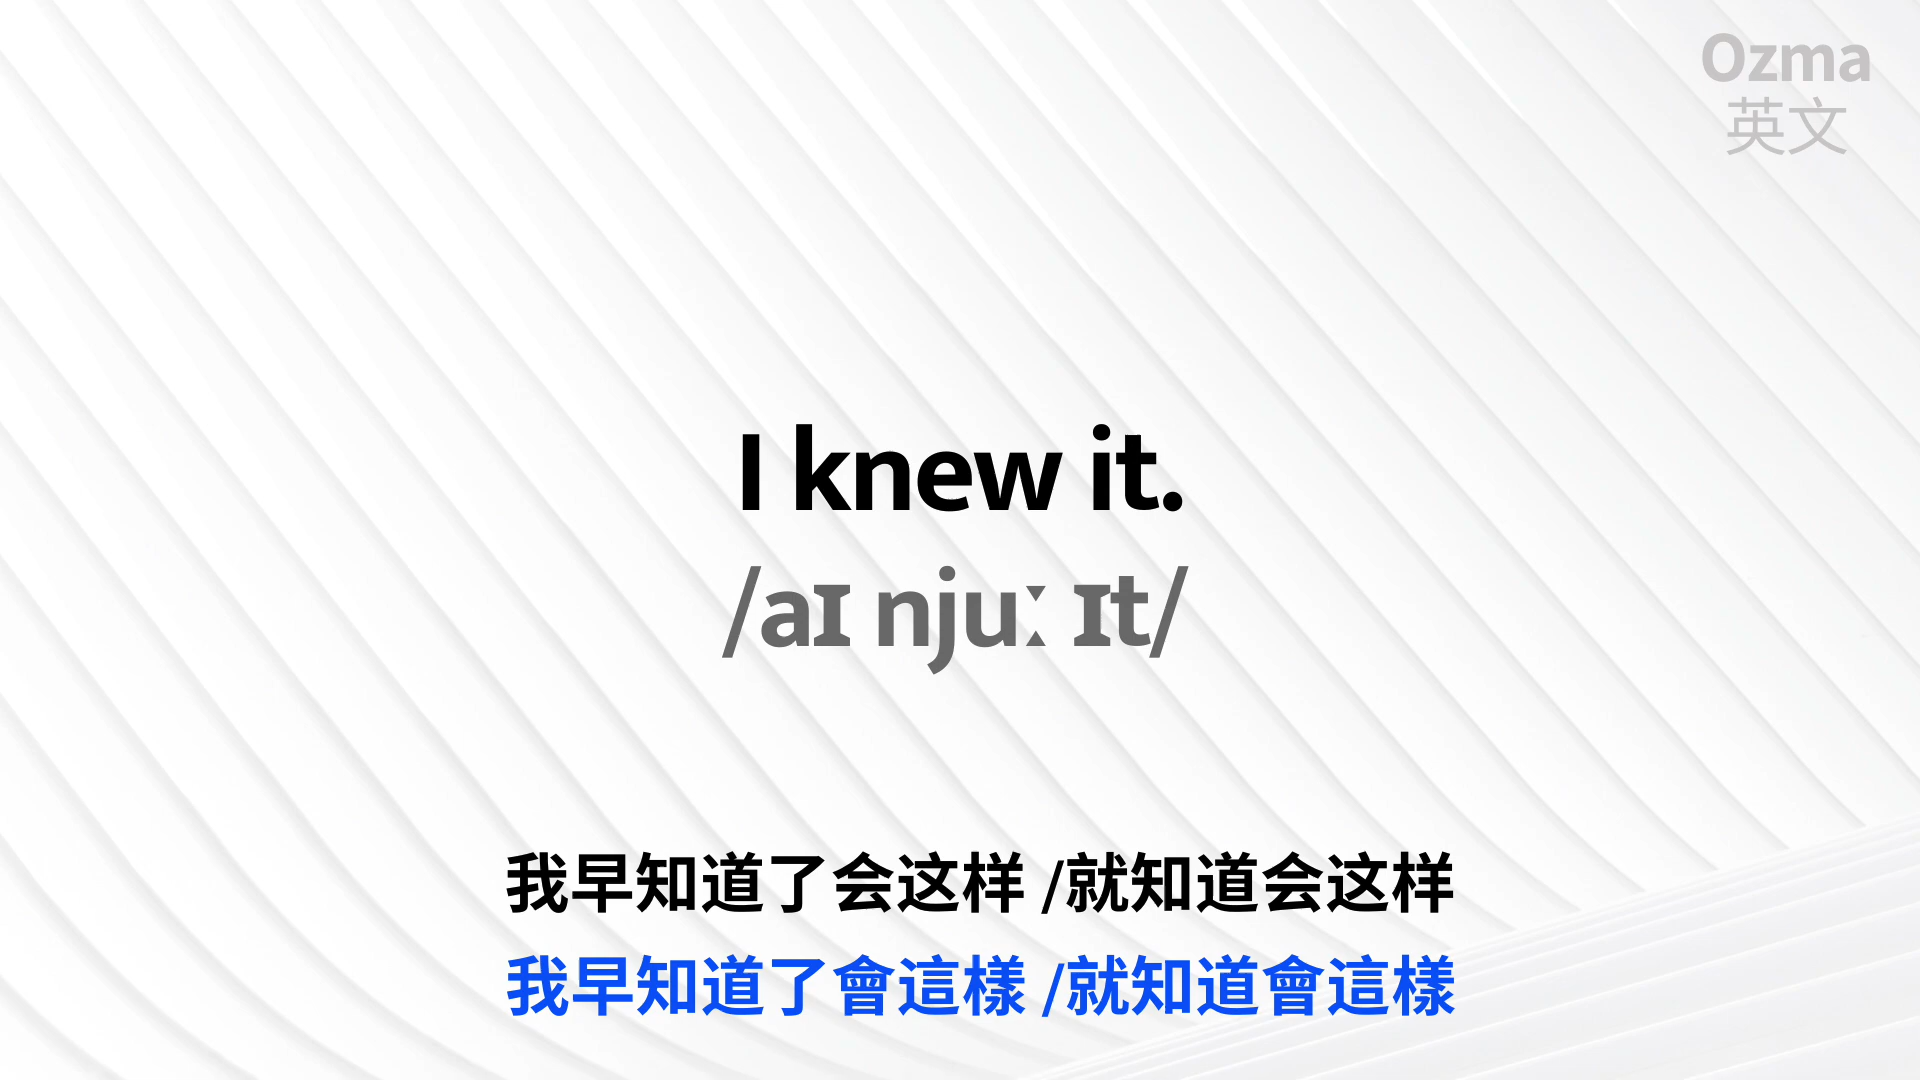 Ozma
英文
I knew it.
/aɪ njuː ɪt/
我早知道了会这样 /就知道会这样
我早知道了會這樣 /就知道會這樣